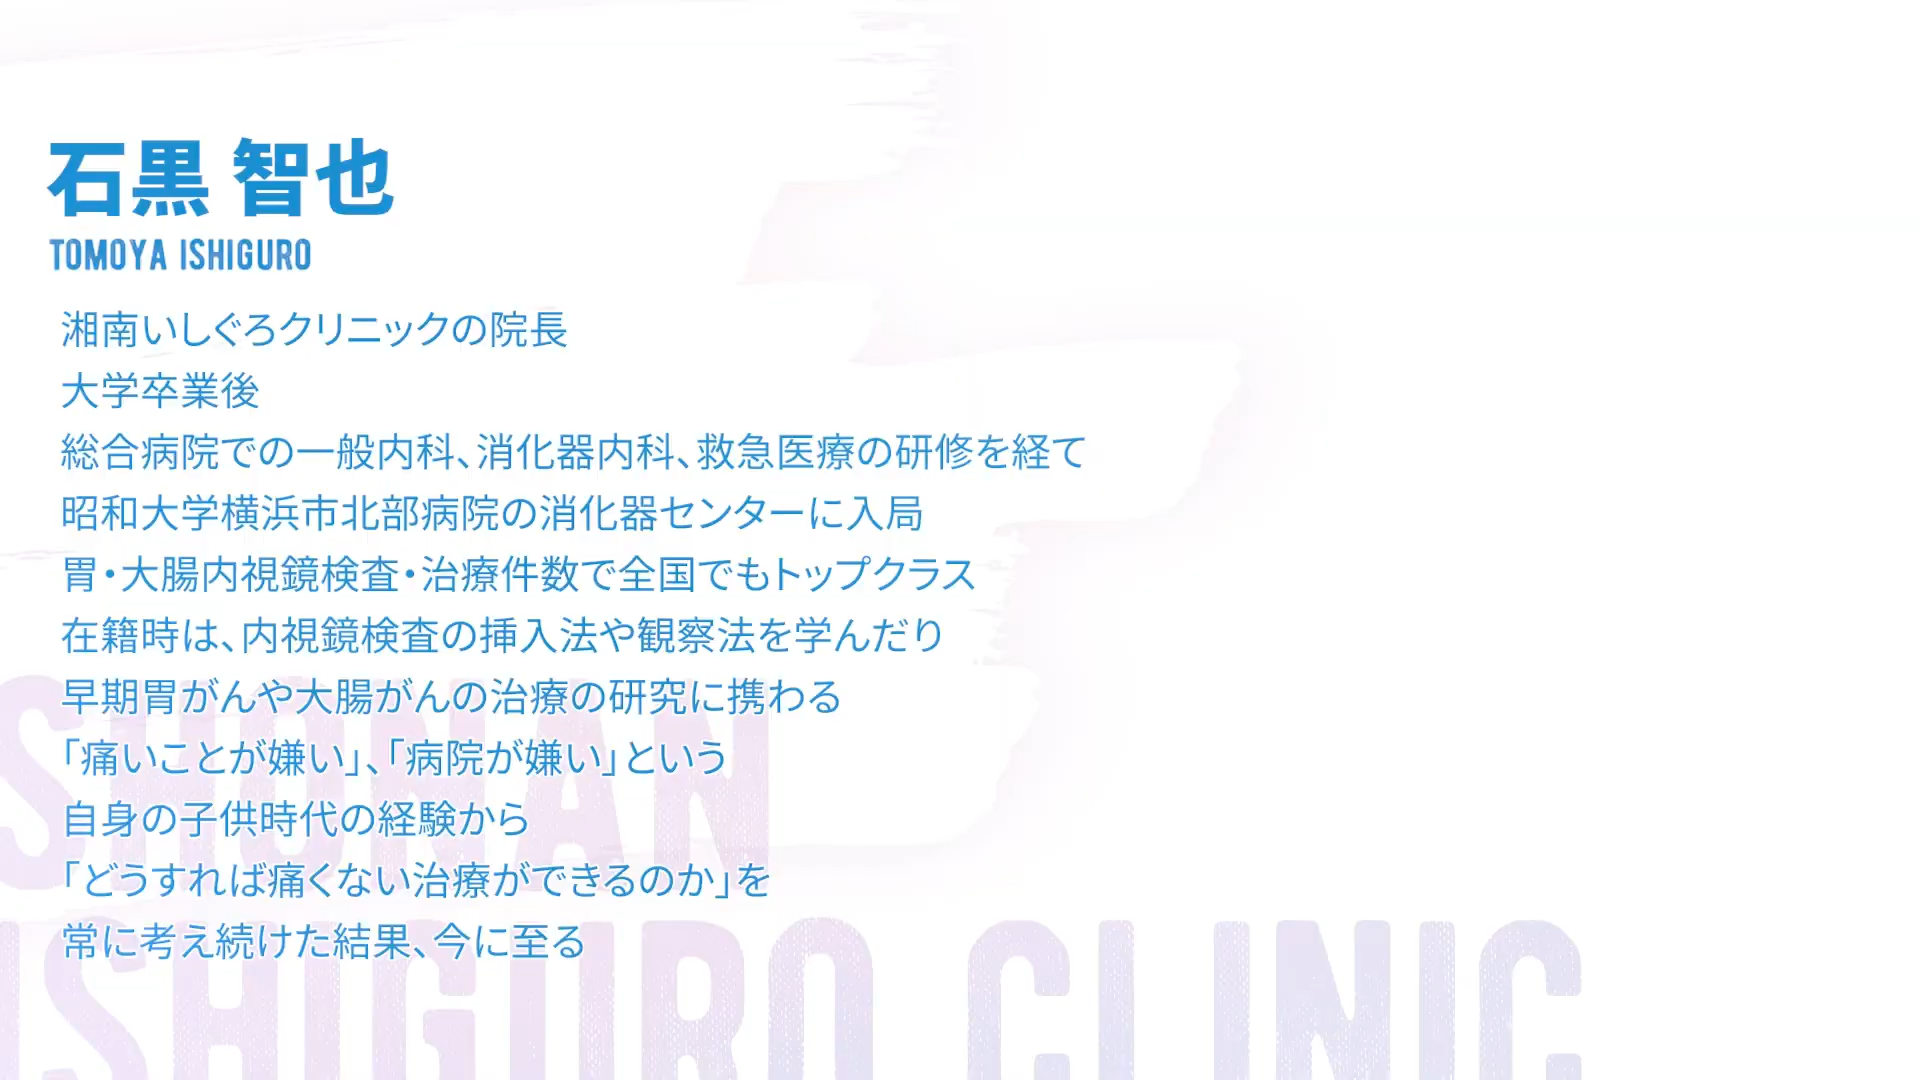 石黒 智也
TOMOYA ISHIGURO
湘南いしぐろクリニックの院長
大学卒業後
総合病院での一般内科、消化器内科、救急医療の研修を経て
昭和大学横浜市北部病院の消化器センターに入局
胃・大腸内視鏡検査・治療件数で全国でもトップクラス
在籍時は、内視鏡検査の挿入法や観察法を学んだり
早期胃がんや大腸がんの治療の研究に携わる
「痛いことが嫌い」、「病院が嫌い」という
自身の子供時代の経験から
「どうすれば痛くない治療ができるのか」を
常に考え続けた結果、今に至る
SHONAN
ISHIGURO CLINIC